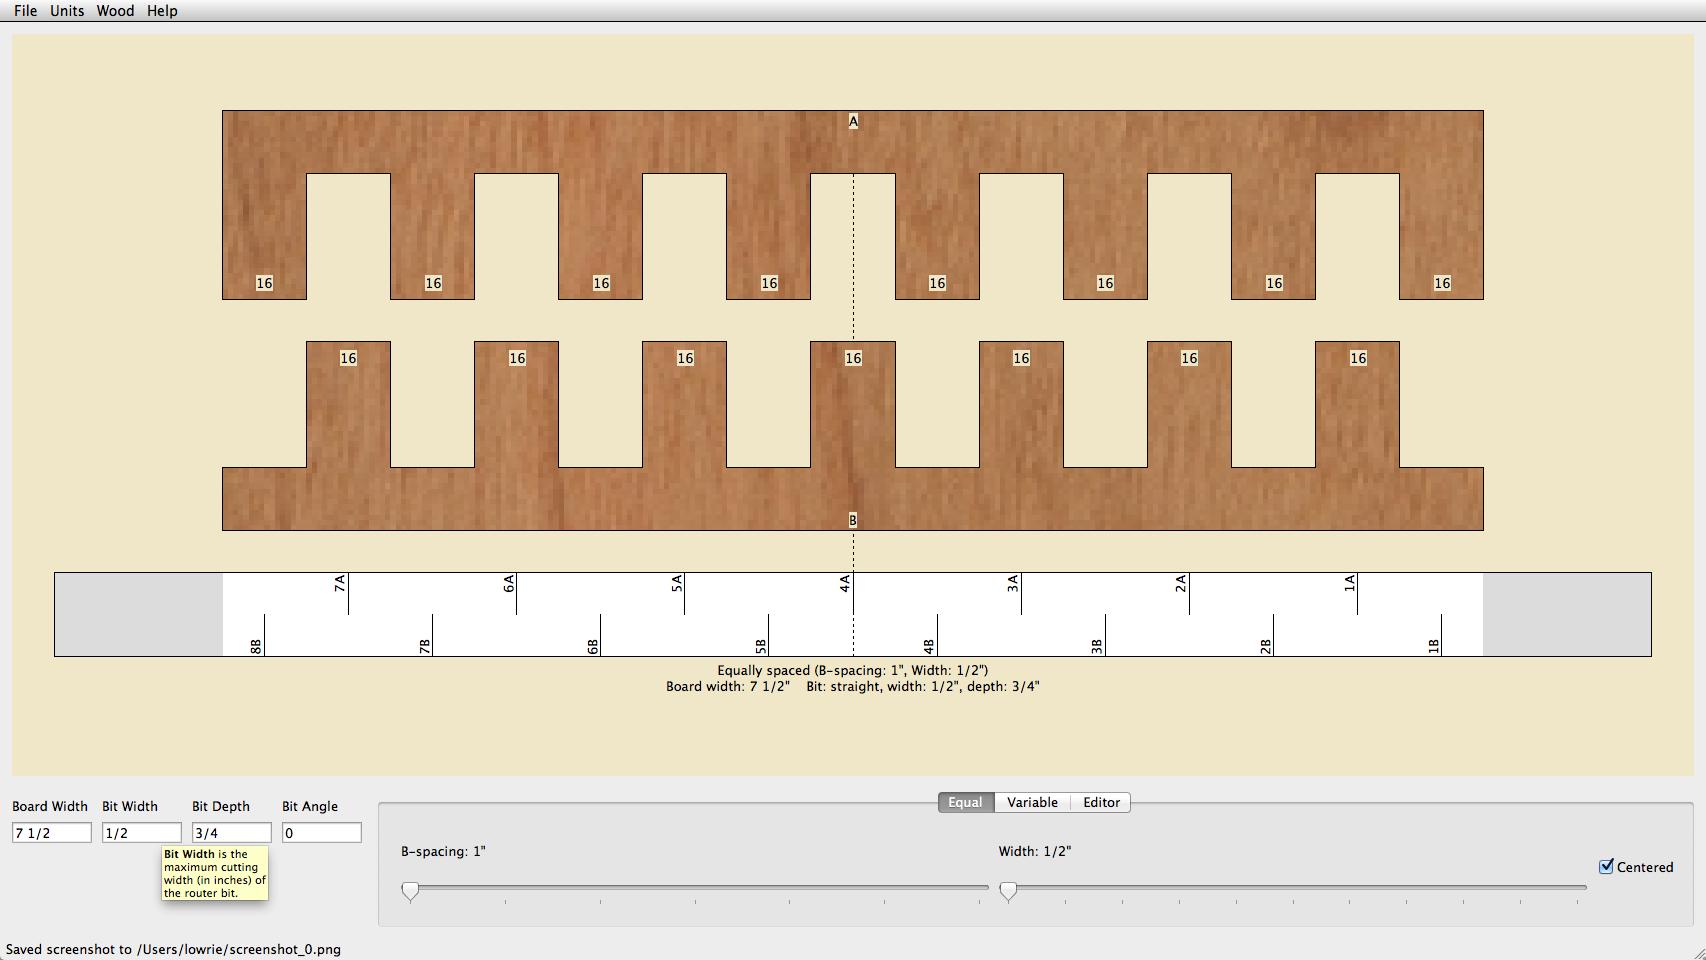 File Units Wood Help
A
16 16 16 16 16 16 16 16
16 16 16 16 16 16 16
B
7A 6A 5A 4A 3A 2A 1A
8B 7B 6B 5B 4B 3B 2B 1B
Equally spaced (B-spacing: 1", Width: 1/2")
Board width: 7 1/2" Bit: straight, width: 1/2", depth: 3/4"
Equal Variable Editor
Board Width Bit Width Bit Depth Bit Angle
7 1/2 1/2 3/4 0
Bit Width is the
maximum cutting
width (in inches) of
the router bit.
B-spacing: 1" Width: 1/2"
Centered
Saved screenshot to /Users/lowrie/screenshot_0.png